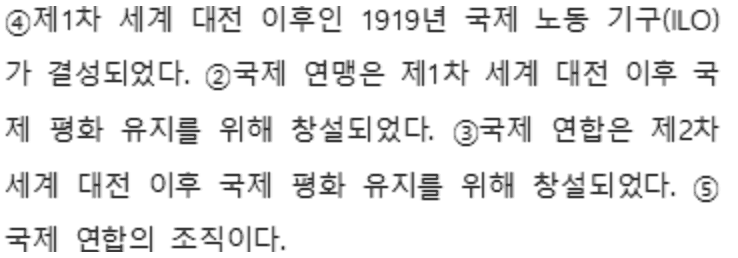 ④제1차 세계 대전 이후인 1919년 국제 노동 기구(ILO)
가 결성되었다. ②국제 연맹은 제1차 세계 대전 이후 국
제 평화 유지를 위해 창설되었다. ③국제 연합은 제2차
세계 대전 이후 국제 평화 유지를 위해 창설되었다. ⑤
국제 연합의 조직이다.